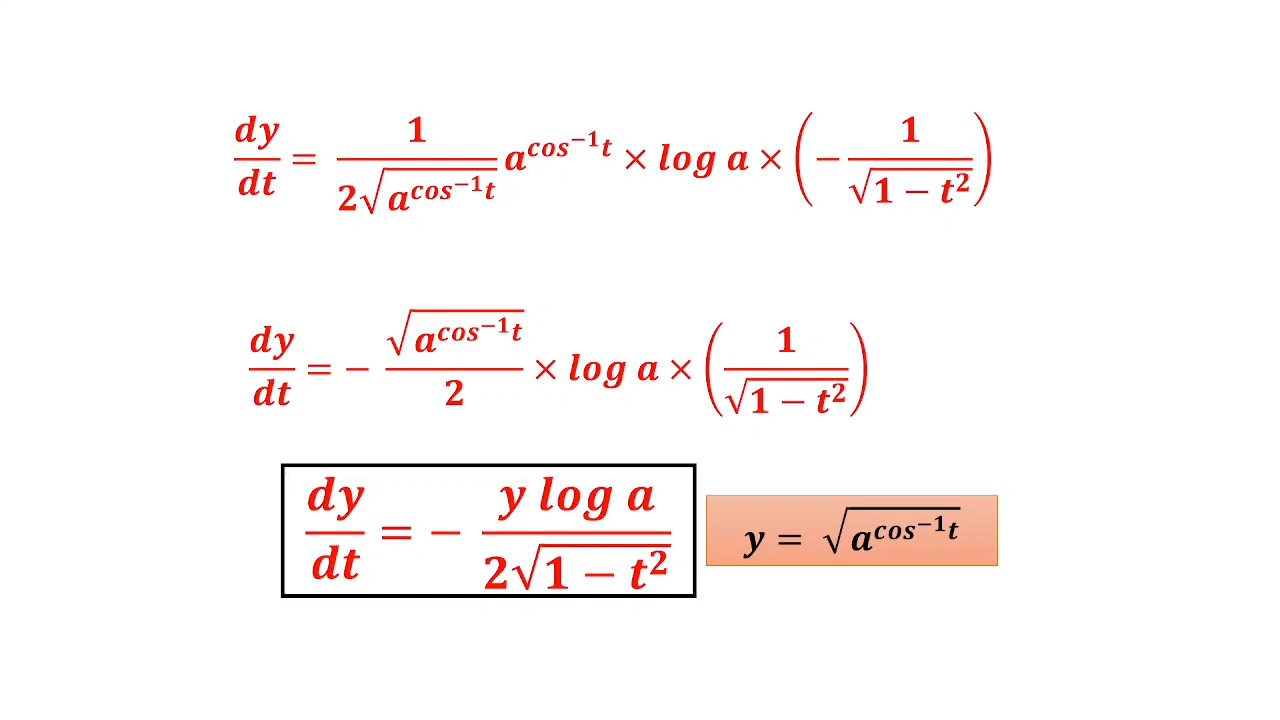 dy/dt = 1/(2√(a^(cos⁻¹t))) a^(cos⁻¹t) × log a × (− 1/√(1 − t²))
dy/dt = − √(a^(cos⁻¹t))/2 × log a × (1/√(1 − t²))
dy/dt = − (y log a)/(2√(1 − t²))
y = √(a^(cos⁻¹t))